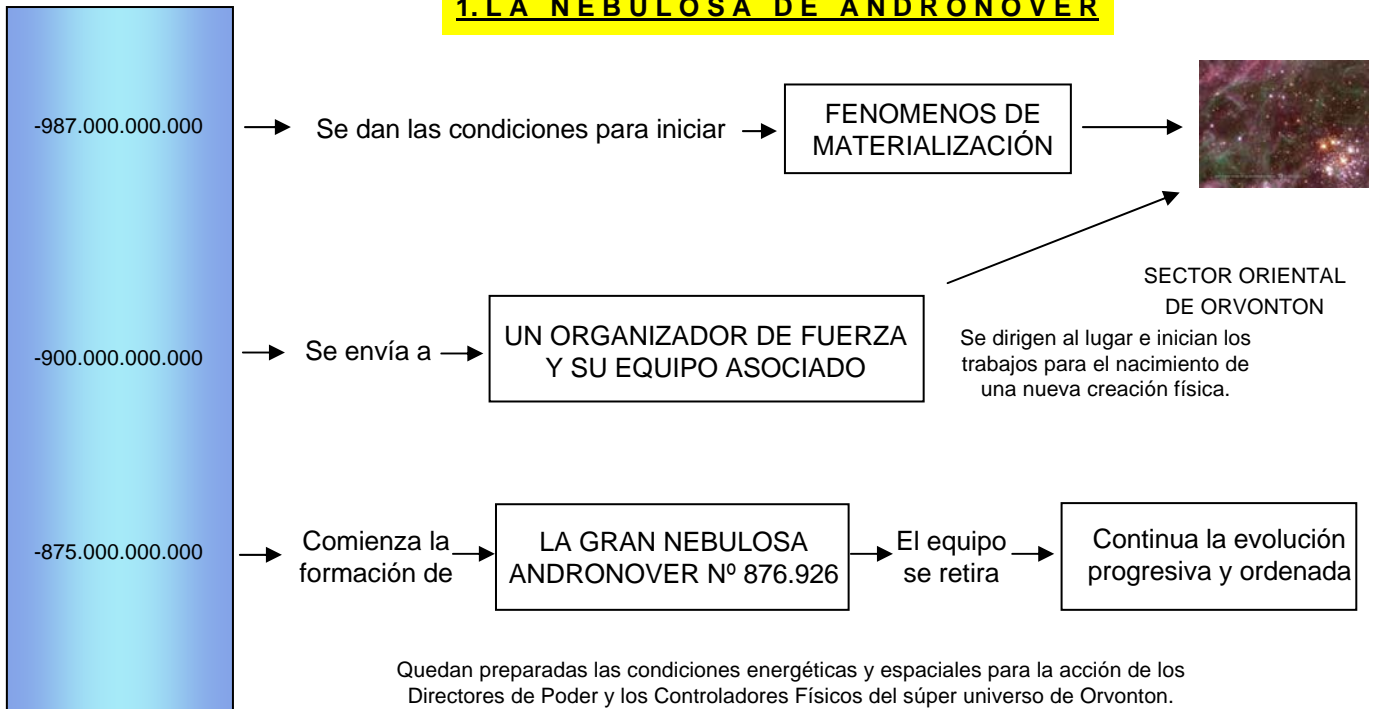 1. L A N E B U L O S A D E A N D R O N O V E R
-987.000.000.000
Se dan las condiciones para iniciar
FENOMENOS DE
MATERIALIZACIÓN
SECTOR ORIENTAL
DE ORVONTON
-900.000.000.000
Se envía a
UN ORGANIZADOR DE FUERZA
Y SU EQUIPO ASOCIADO
Se dirigen al lugar e inician los
trabajos para el nacimiento de
una nueva creación física.
-875.000.000.000
Comienza la
formación de
LA GRAN NEBULOSA
ANDRONOVER Nº 876.926
El equipo
se retira
Continua la evolución
progresiva y ordenada
Quedan preparadas las condiciones energéticas y espaciales para la acción de los
Directores de Poder y los Controladores Físicos del súper universo de Orvonton.